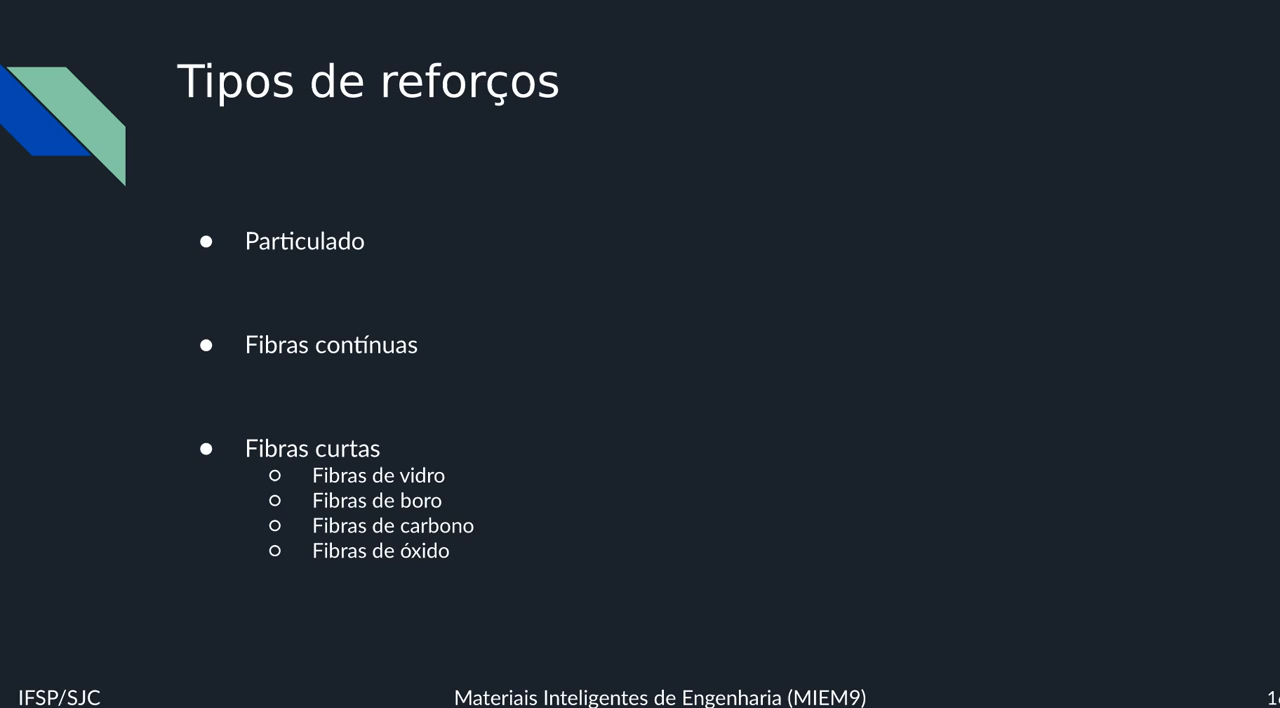 Tipos de reforços
● Particulado
● Fibras contínuas
● Fibras curtas
○ Fibras de vidro
○ Fibras de boro
○ Fibras de carbono
○ Fibras de óxido
IFSP/SJC
Materiais Inteligentes de Engenharia (MIEM9)